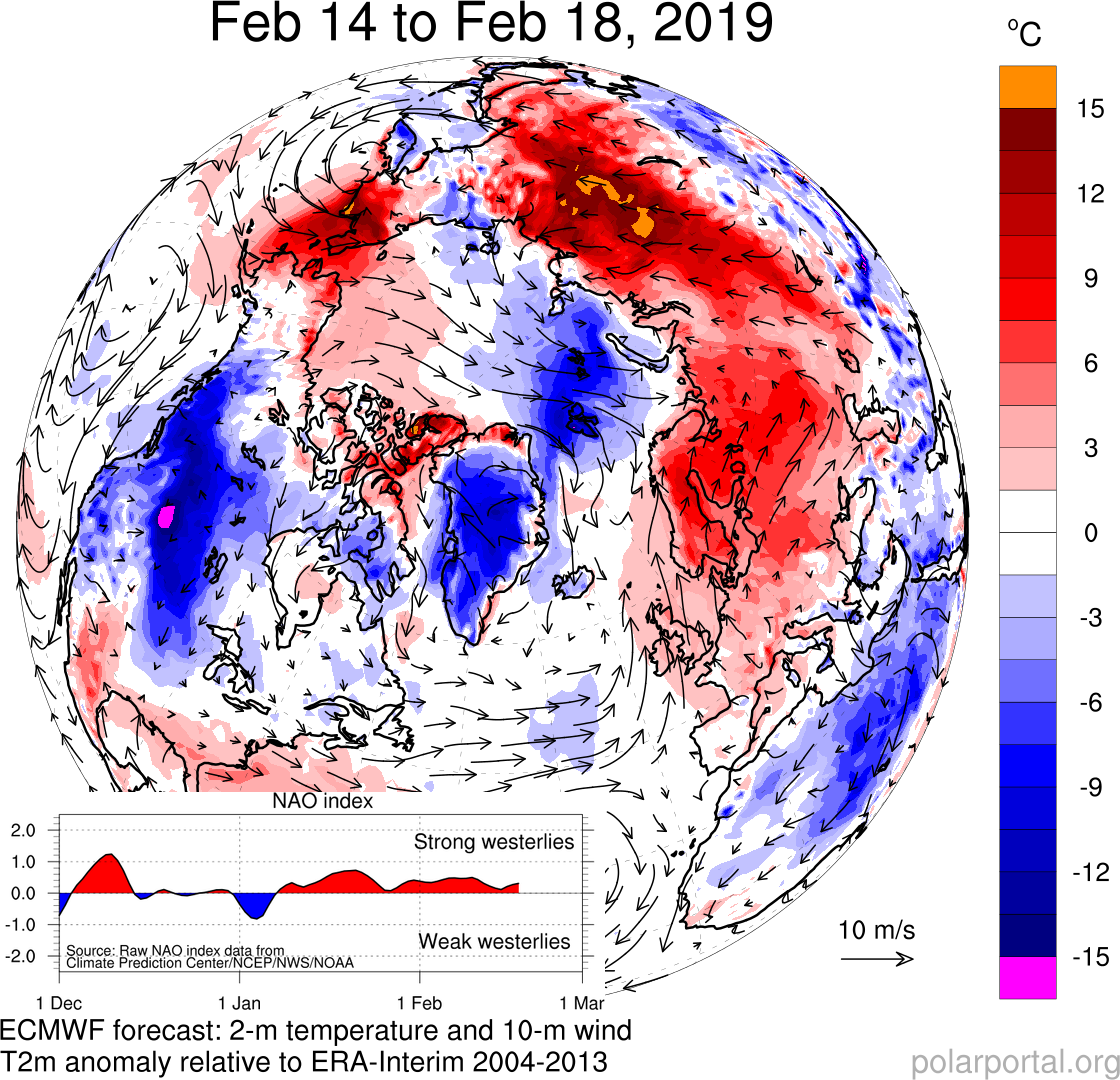 Feb 14 to Feb 18, 2019
°C
15
12
9
6
3
0
-3
-6
-9
-12
-15
10 m/s
NAO index
2.0
1.0
0.0
-1.0
-2.0
Strong westerlies
Weak westerlies
Source: Raw NAO index data from
Climate Prediction Center/NCEP/NWS/NOAA
1 Dec
1 Jan
1 Feb
1 Mar
ECMWF forecast: 2-m temperature and 10-m wind
T2m anomaly relative to ERA-Interim 2004-2013
polarportal.org